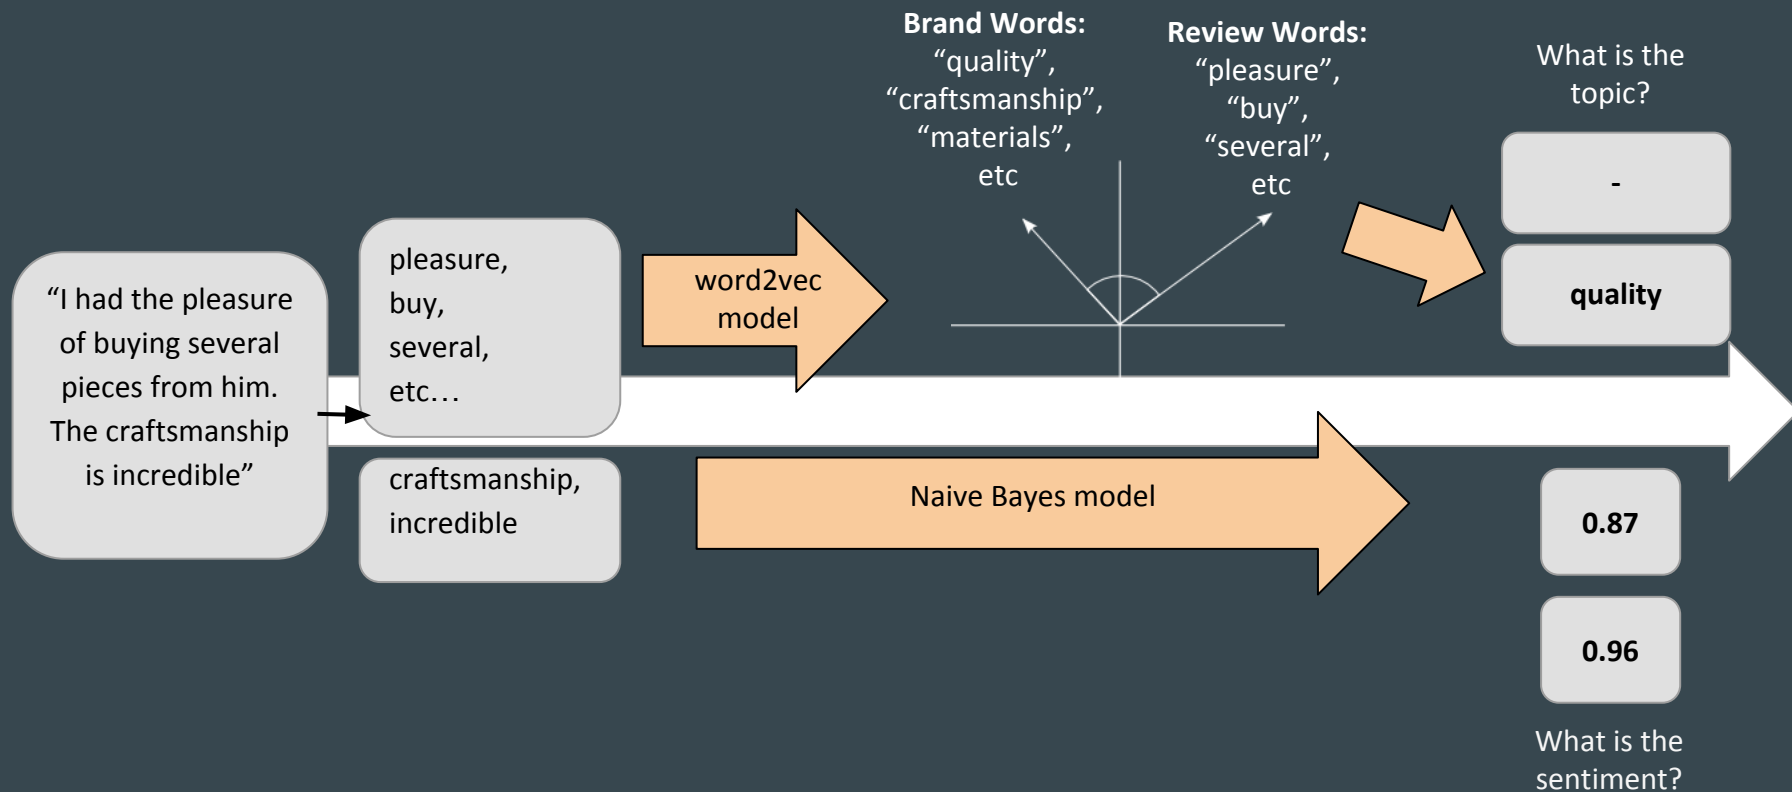 “I had the pleasure
of buying several
pieces from him.
The craftsmanship
is incredible”
pleasure,
buy,
several,
etc…
craftsmanship,
incredible
word2vec
model
Brand Words:
“quality”,
“craftsmanship”,
“materials”,
etc
Review Words:
“pleasure”,
“buy”,
“several”,
etc
What is the
topic?
-
quality
Naive Bayes model
0.87
0.96
What is the
sentiment?